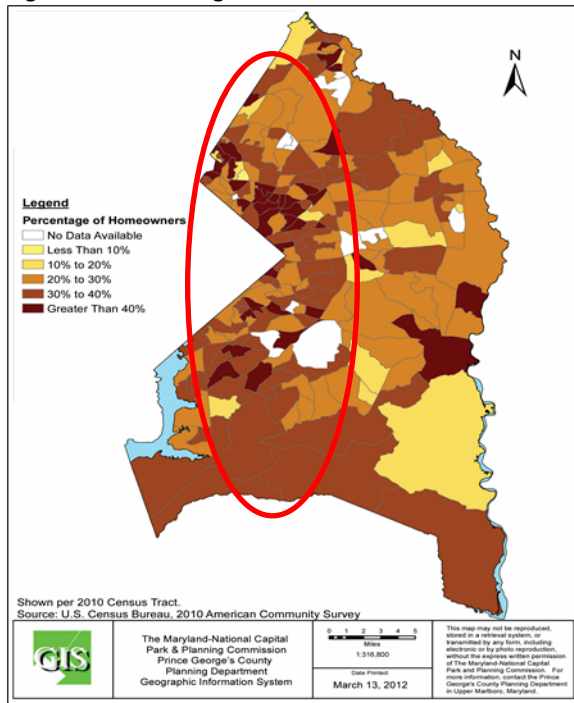 N
Legend
Percentage of Homeowners
No Data Available
Less Than 10%
10% to 20%
20% to 30%
30% to 40%
Greater Than 40%
Shown per 2010 Census Tract.
Source: U.S. Census Bureau, 2010 American Community Survey
GIS
The Maryland-National Capital
Park & Planning Commission
Prince George's County
Planning Department
Geographic Information System
0 1 2 3 4 5
Miles
1:316,800
Date Printed:
March 13, 2012
This map may not be reproduced,
stored in a retrieval system, or
transmitted by any form, including
electronic or by photo reproduction,
without the express written permission
of The Maryland-National Capital
Park and Planning Commission. For
more information, contact the Prince
George's County Planning Department
in Upper Marlboro, Maryland.